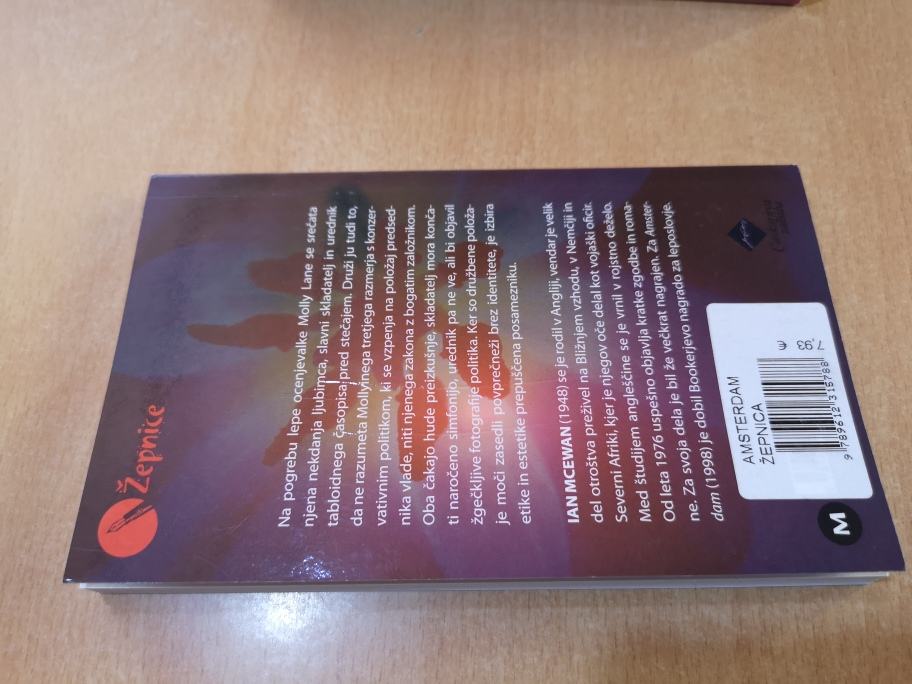 Žepnice
Na pogrebu lepe ocenjevalke Molly Lane se srečata
njena nekdanja ljubimca, slavni skladatelj in urednik
tabloidnega časopisa pred stečajem. Druži ju tudi to,
da ne razumeta Mollyinega tretjega razmerja s konzer-
vativnim politikom, ki se vzpenja na položaj predsed-
nika vlade, niti njenega zakona z bogatim založnikom.
Oba čakajo hude preizkušnje, skladatelj mora konča-
ti naročeno simfonijo, urednik pa ne ve, ali bi objavil
žgečkljive fotografije politika. Ker so družbene položa-
je moči zasedli povprečneži brez identitete, je izbira
etike in estetike prepuščena posamezniku.
IAN MCEWAN (1948) se je rodil v Angliji, vendar je velik
del otroštva preživel na Bližnjem vzhodu, v Nemčiji in
Severni Afriki, kjer je njegov oče delal kot vojaški oficir.
Med študijem angleščine se je vrnil v rojstno deželo.
Od leta 1976 uspešno objavlja kratke zgodbe in roma-
ne. Za svoja dela je bil že večkrat nagrajen. Za Amster-
dam (1998) je dobil Bookerjevo nagrado za leposlovje.
M
AMSTERDAM
ŽEPNICA
9 789612 315788
7,93 €